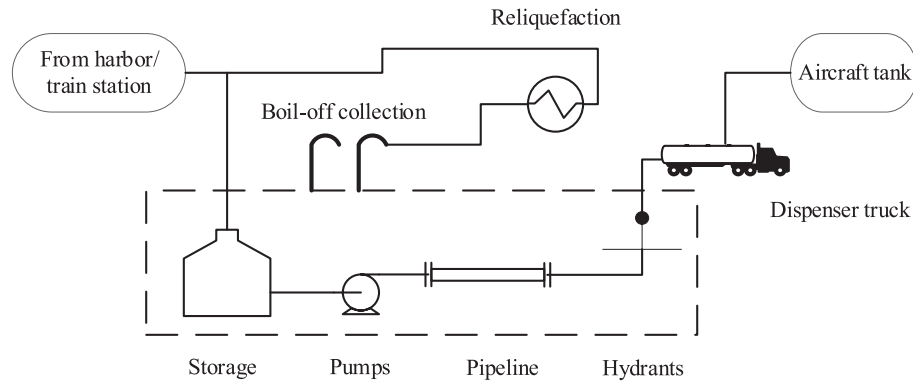 Reliquefaction
From harbor/
train station
Aircraft tank
Boil-off collection
Dispenser truck
Storage
Pumps
Pipeline
Hydrants